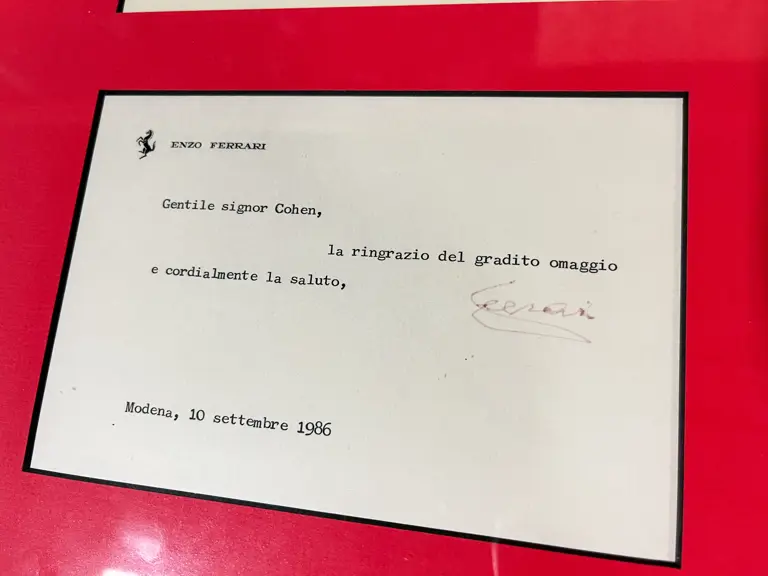 ENZO FERRARI
Gentile signor Cohen,
la ringrazio del gradito omaggio
e cordialmente la saluto,
Ferrari
Modena, 10 settembre 1986